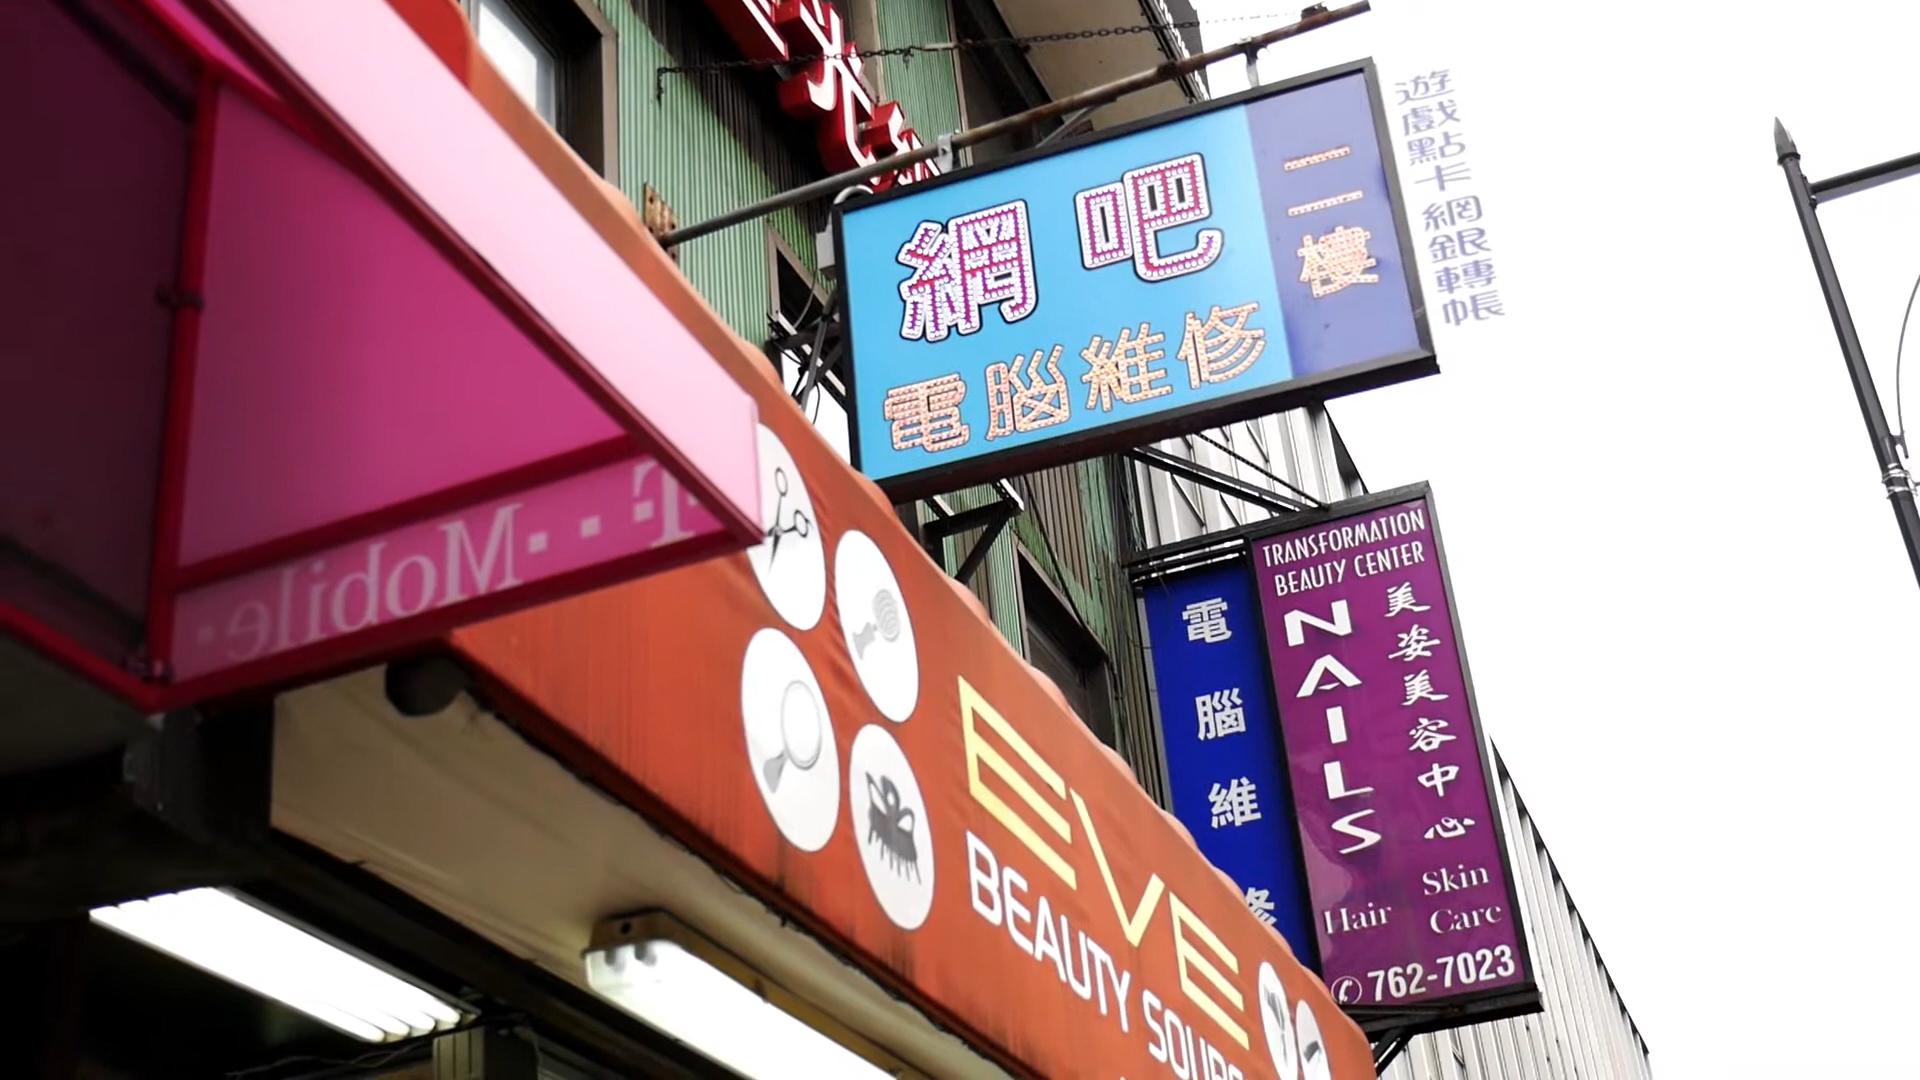 網吧
二樓
電腦維修
遊戲點卡 網銀轉帳
T··Mobile·
TRANSFORMATION
BEAUTY CENTER
NAILS
美姿美容中心
Skin
Hair Care
762-7023
電腦維修
EVE
BEAUTY SOURC